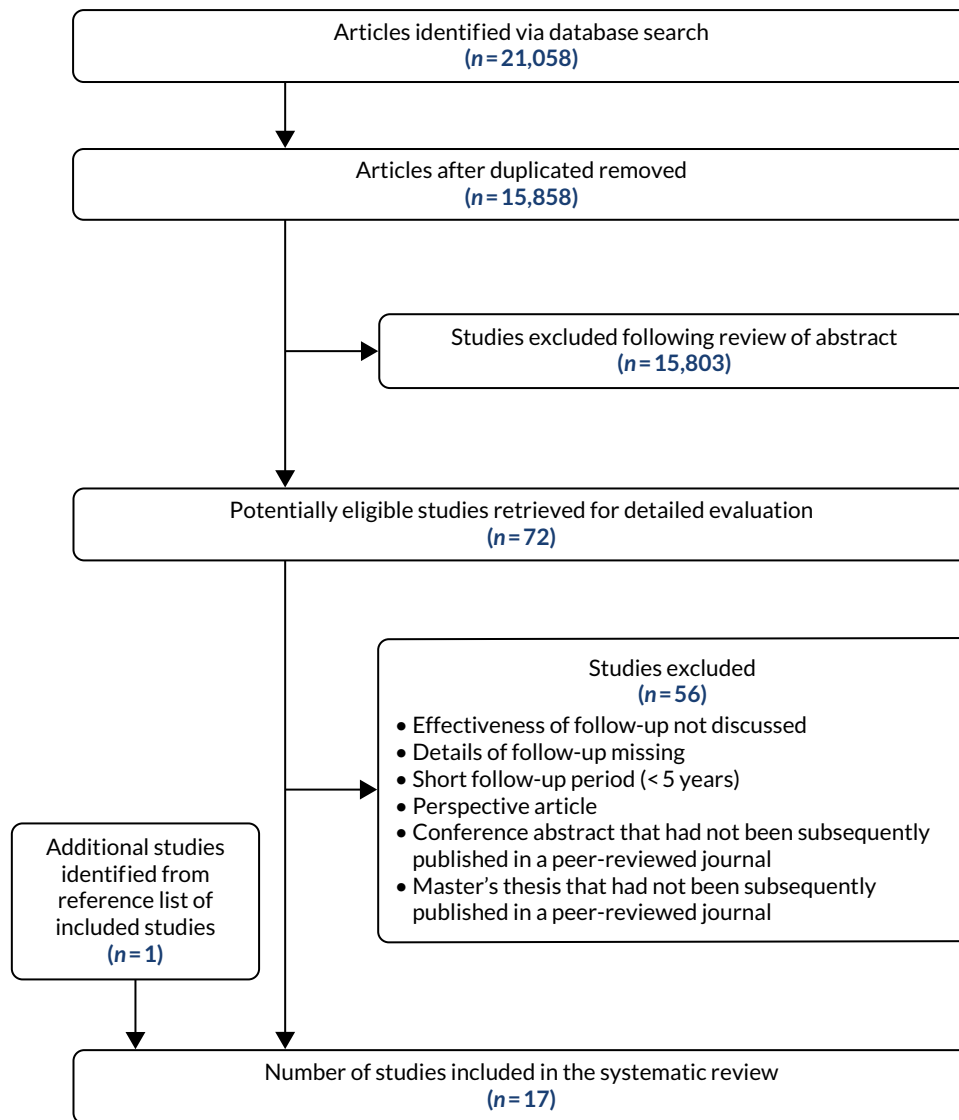 Articles identified via database search
(n = 21,058)
Articles after duplicated removed
(n = 15,858)
Studies excluded following review of abstract
(n = 15,803)
Potentially eligible studies retrieved for detailed evaluation
(n = 72)
Studies excluded
(n = 56)
• Effectiveness of follow-up not discussed
• Details of follow-up missing
• Short follow-up period (< 5 years)
• Perspective article
• Conference abstract that had not been subsequently
published in a peer-reviewed journal
• Master’s thesis that had not been subsequently
published in a peer-reviewed journal
Additional studies
identified from
reference list of
included studies
(n = 1)
Number of studies included in the systematic review
(n = 17)